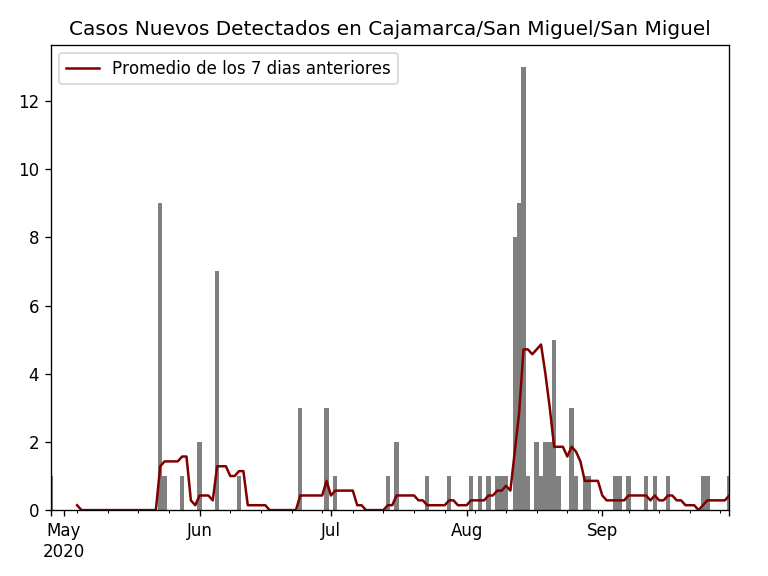 Casos Nuevos Detectados en Cajamarca/San Miguel/San Miguel
Promedio de los 7 dias anteriores
12
10
8
6
4
2
0
May Jun Jul Aug Sep
2020